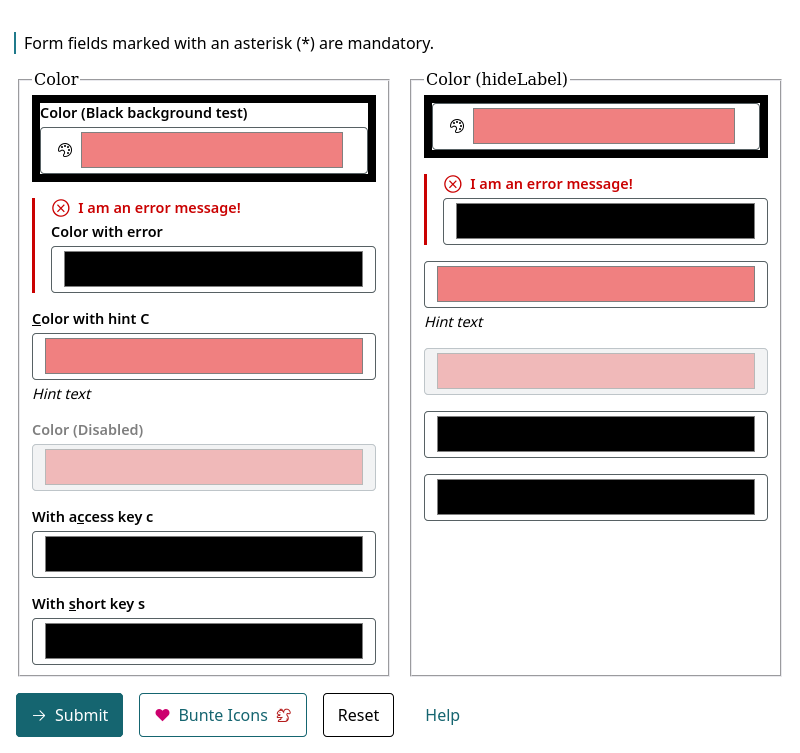 Form fields marked with an asterisk (*) are mandatory.
Color
Color (Black background test)
I am an error message!
Color with error
Color with hint C
Hint text
Color (Disabled)
With access key c
With short key s
Color (hideLabel)
I am an error message!
Hint text
Submit
Bunte Icons
Reset
Help